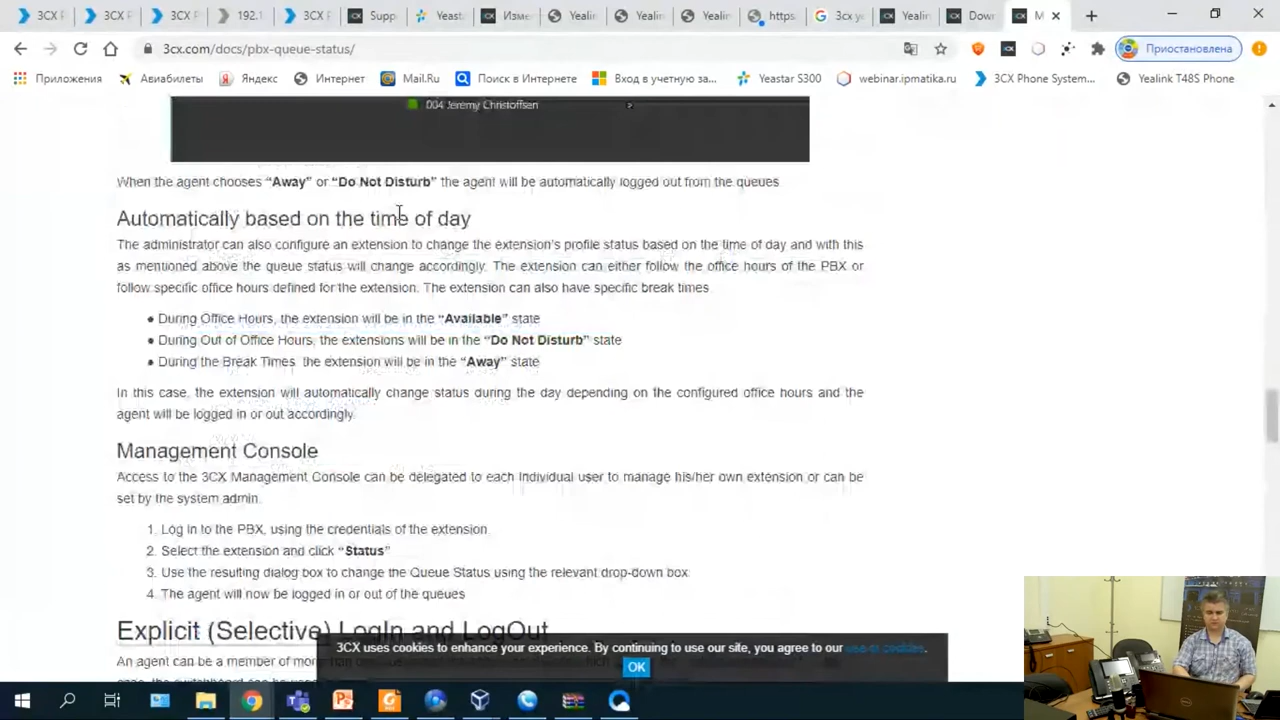 3CX F
3CX F
3CX F
192.1
3CX F
Supp
Yeast
Изме
Yealin
Yealin
Yealin
https
3cx ye
Yealin
Dow
M
3cx.com/docs/pbx-queue-status/
Приостановлена
Приложения
Авиабилеты
Яндекс
Интернет
Mail.Ru
Поиск в Интернете
Вход в учетную за...
Yeastar S300
webinar.ipmatika.ru
3CX Phone System...
Yealink T48S Phone
004 Jeremy Christoffsen
When the agent chooses “Away” or “Do Not Disturb” the agent will be automatically logged out from the queues
Automatically based on the time of day
The administrator can also configure an extension to change the extension's profile status based on the time of day and with this
as mentioned above the queue status will change accordingly. The extension can either follow the office hours of the PBX or
follow specific office hours defined for the extension. The extension can also have specific break times
• During Office Hours, the extension will be in the “Available” state
• During Out of Office Hours, the extensions will be in the “Do Not Disturb” state
• During the Break Times the extension will be in the “Away” state
In this case, the extension will automatically change status during the day depending on the configured office hours and the
agent will be logged in or out accordingly.
Management Console
Access to the 3CX Management Console can be delegated to each individual user to manage his/her own extension or can be
set by the system admin.
1. Log in to the PBX, using the credentials of the extension.
2. Select the extension and click “Status”
3. Use the resulting dialog box to change the Queue Status using the relevant drop-down box
4. The agent will now be logged in or out of the queues
Explicit (Selective) LogIn and LogOut
3CX uses cookies to enhance your experience. By continuing to use our site, you agree to our use of cookies.
OK
An agent can be a member of more than